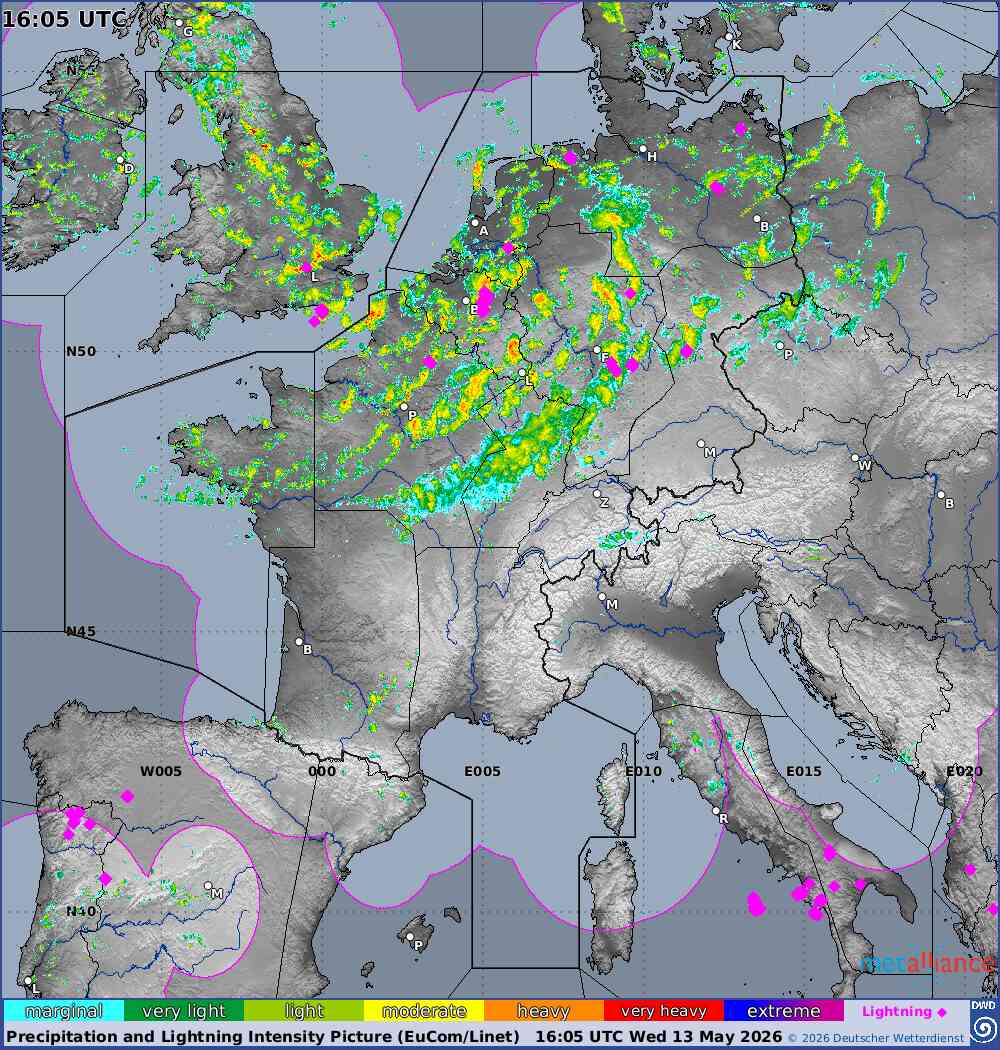 16:05 UTC
G
K
N55
D
H
A
B
L
B
N50
F
P
L
P
M
W
Z
B
M
N45
B
W005
000
E005
E010
E015
E020
R
M
N40
P
L
metalliance
marginal very light light moderate heavy very heavy extreme Lightning
DWD
Precipitation and Lightning Intensity Picture (EuCom/Linet) 16:05 UTC Wed 13 May 2026 © 2026 Deutscher Wetterdienst